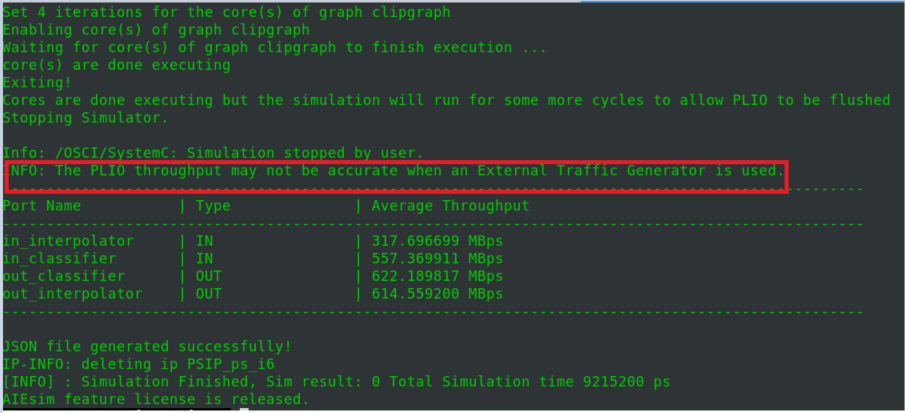 Set 4 iterations for the core(s) of graph clipgraph
Enabling core(s) of graph clipgraph
Waiting for core(s) of graph clipgraph to finish execution ...
core(s) are done executing
Exiting!
Cores are done executing but the simulation will run for some more cycles to allow PLIO to be flushed
Stopping Simulator.
Info: /OSCI/SystemC: Simulation stopped by user.
INFO: The PLIO throughput may not be accurate when an External Traffic Generator is used.
--------------------------------------------------------------------------------------------------
Port Name | Type | Average Throughput
--------------------------------------------------------------------------------------------------
in_interpolator | IN | 317.696699 MBps
in_classifier | IN | 557.369911 MBps
out_classifier | OUT | 622.189817 MBps
out_interpolator | OUT | 614.559200 MBps
--------------------------------------------------------------------------------------------------
JSON file generated successfully!
IP-INFO: deleting ip PSIP_ps_i6
[INFO] : Simulation Finished, Sim result: 0 Total Simulation time 9215200 ps
AIEsim feature license is released.